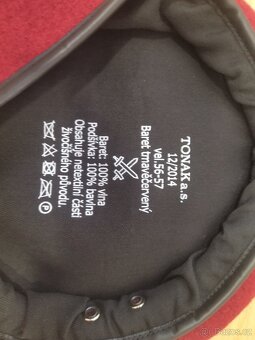 TONAK a.s.
12/2014
vel.56-57
Baret tmavěčervený
Baret: 100% vlna
Podšívka: 100% bavlna
Obsahuje netextilní části
živočišného původu.